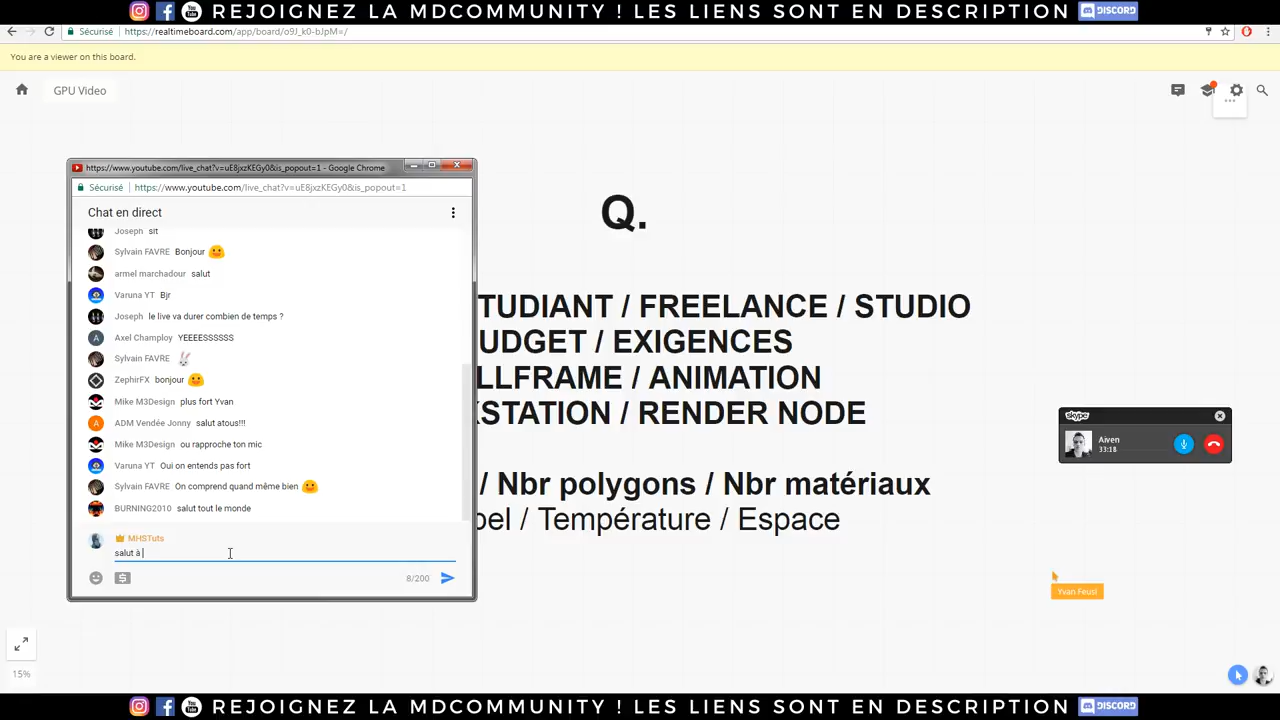 REJOIGNEZ LA MDCOMMUNITY ! LES LIENS SONT EN DESCRIPTION DISCORD
Sécurisé https://realtimeboard.com/app/board/o9J_k0-bJpM=/
You are a viewer on this board.
GPU Video
https://www.youtube.com/live_chat?v=uE8jxzKEGy0&is_popout=1 - Google Chrome
Sécurisé https://www.youtube.com/live_chat?v=uE8jxzKEGy0&is_popout=1
Chat en direct
Joseph sit
Sylvain FAVRE Bonjour
armel marchadour salut
Varuna YT Bjr
Joseph le live va durer combien de temps ?
Axel Champloy YEEEESSSSSS
Sylvain FAVRE
ZephirFX bonjour
Mike M3Design plus fort Yvan
ADM Vendée Jonny salut atous!!!
Mike M3Design ou rapproche ton mic
Varuna YT Oui on entends pas fort
Sylvain FAVRE On comprend quand même bien
BURNING2010 salut tout le monde
MHSTuts
salut à
8/200
Q.
TUDIANT / FREELANCE / STUDIO
UDGET / EXIGENCES
LLFRAME / ANIMATION
KSTATION / RENDER NODE
/ Nbr polygons / Nbr matériaux
pel / Température / Espace
skype
Aiven
33:18
Yvan Feusi
15%
REJOIGNEZ LA MDCOMMUNITY ! LES LIENS SONT EN DESCRIPTION DISCORD